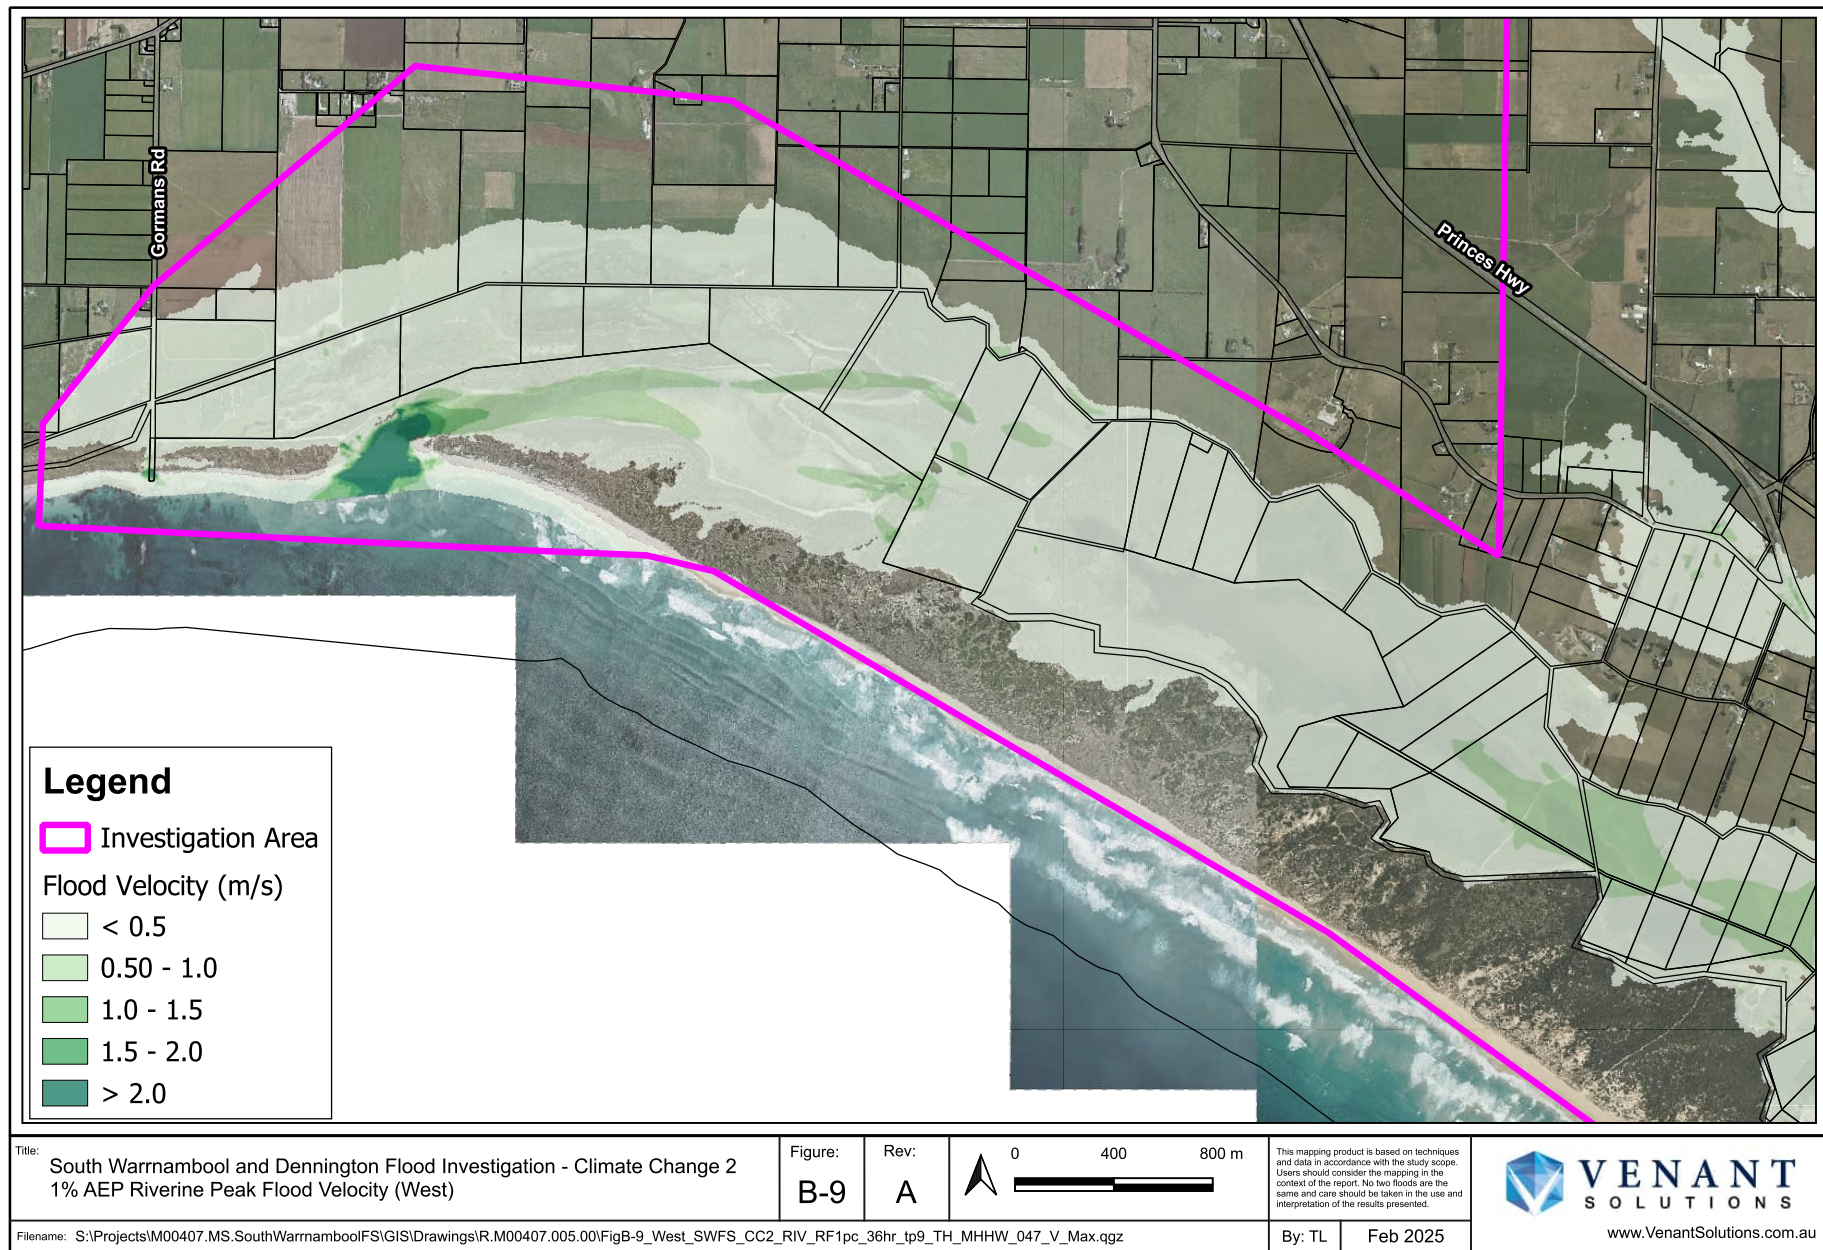 Gormans Rd
Princes Hwy
Legend
Investigation Area
Flood Velocity (m/s)
< 0.5
0.50 - 1.0
1.0 - 1.5
1.5 - 2.0
> 2.0
Title:
South Warrnambool and Dennington Flood Investigation - Climate Change 2
1% AEP Riverine Peak Flood Velocity (West)
Figure:
B-9
Rev:
A
0 400 800 m
This mapping product is based on techniques
and data in accordance with the study scope.
Users should consider the mapping in the
context of the report. No two floods are the
same and care should be taken in the use and
interpretation of the results presented.
VENANT
SOLUTIONS
www.VenantSolutions.com.au
Filename: S:\Projects\M00407.MS.SouthWarrnamboolFS\GIS\Drawings\R.M00407.005.00\FigB-9_West_SWFS_CC2_RIV_RF1pc_36hr_tp9_TH_MHHW_047_V_Max.qgz
By: TL
Feb 2025